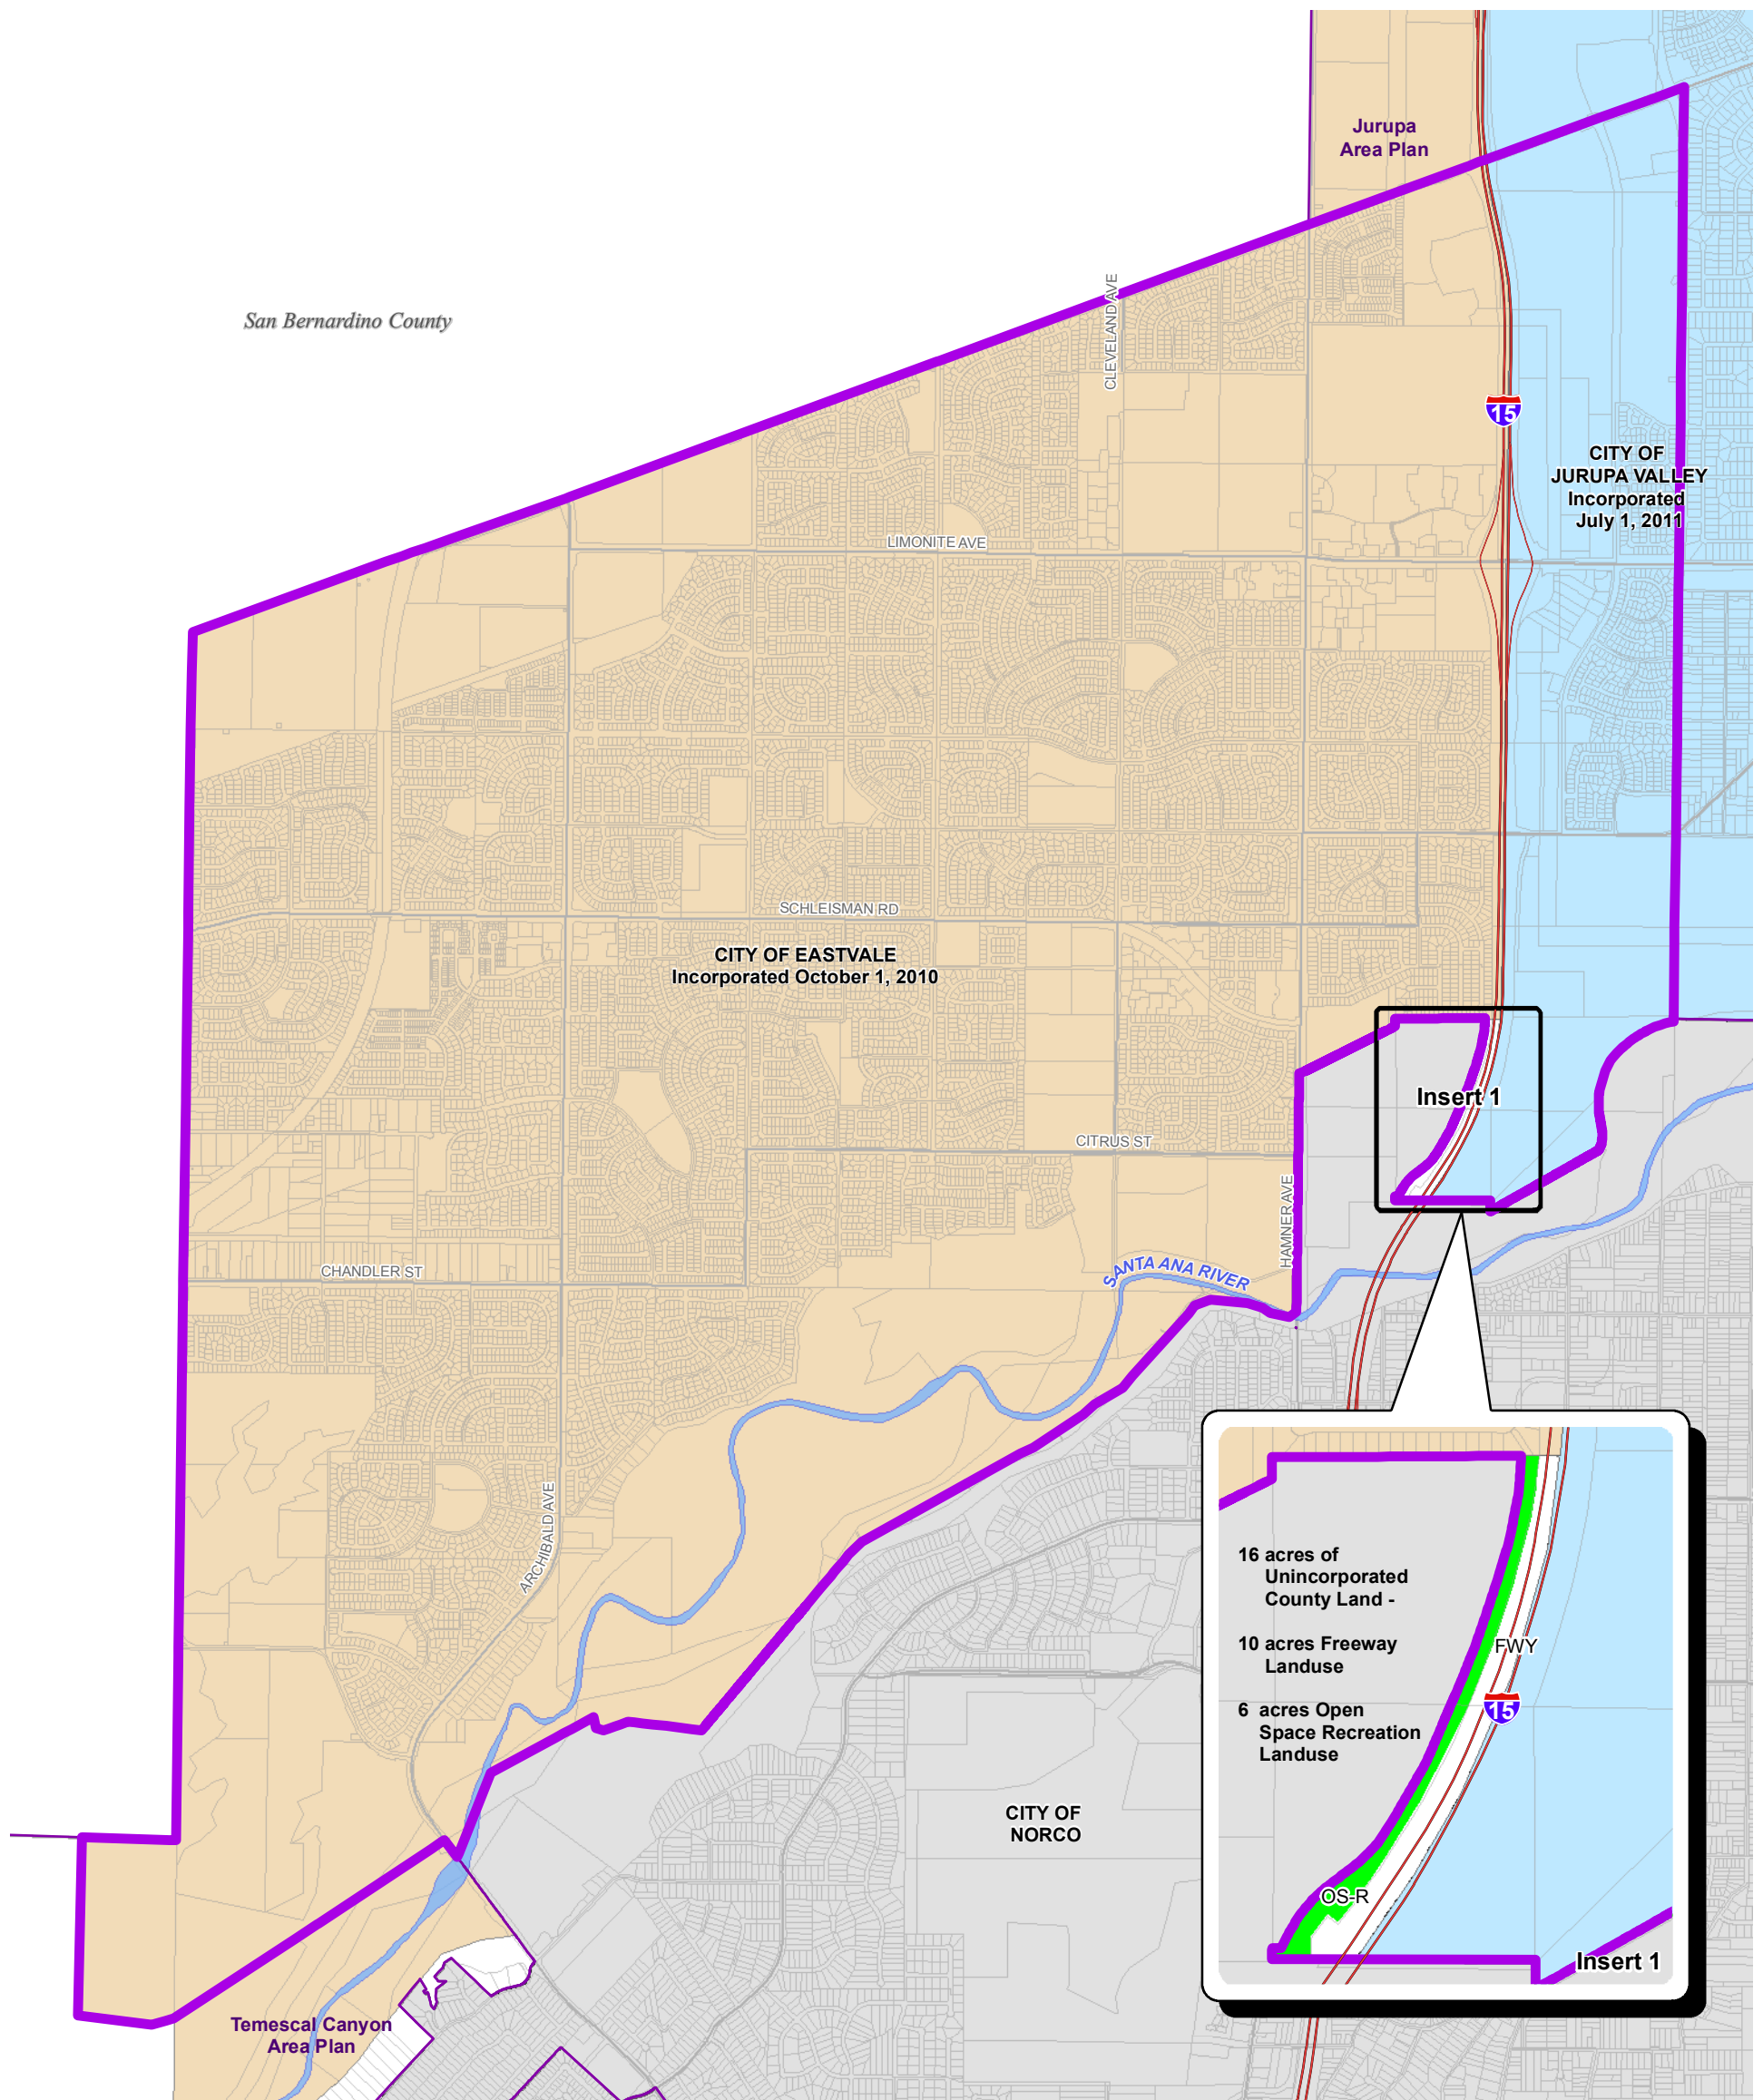 Jurupa
Area Plan
San Bernardino County
CLEVELAND AVE
15
CITY OF
JURUPA VALLEY
Incorporated
July 1, 2011
LIMONITE AVE
SCHLEISMAN RD
CITY OF EASTVALE
Incorporated October 1, 2010
Insert 1
CITRUS ST
HAMNER AVE
SANTA ANA RIVER
CHANDLER ST
ARCHIBALD AVE
16 acres of
Unincorporated
County Land -
10 acres Freeway
Landuse
FWY
6 acres Open
Space Recreation
Landuse
15
CITY OF
NORCO
OS-R
Insert 1
Temescal Canyon
Area Plan